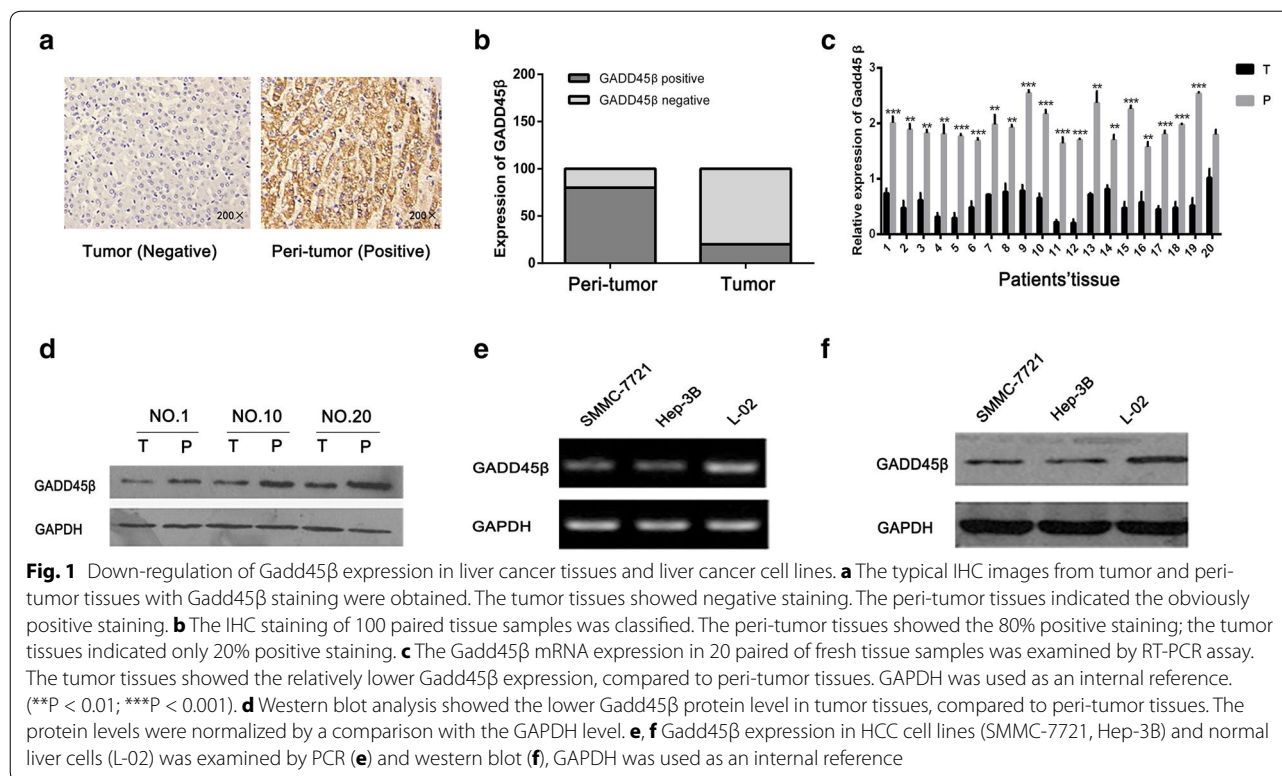 a
200×
Tumor (Negative)
200×
Peri-tumor (Positive)
b
Expression of GADD45β
200
150
100
50
0
GADD45β positive
GADD45β negative
Peri-tumor
Tumor
c
Relative expression of Gadd45 β
3
2
1
0
*** ** ** ** *** *** ** ** *** *** *** *** ** ** *** ** *** *** ***
T
P
1 2 3 4 5 6 7 8 9 10 11 12 13 14 15 16 17 18 19 20
Patients'tissue
d
NO.1 NO.10 NO.20
T P T P T P
GADD45β
GAPDH
e
SMMC-7721 Hep-3B L-02
GADD45β
GAPDH
f
SMMC-7721 Hep-3B L-02
GADD45β
GAPDH
Fig. 1 Down-regulation of Gadd45β expression in liver cancer tissues and liver cancer cell lines. a The typical IHC images from tumor and peri-
tumor tissues with Gadd45β staining were obtained. The tumor tissues showed negative staining. The peri-tumor tissues indicated the obviously
positive staining. b The IHC staining of 100 paired tissue samples was classified. The peri-tumor tissues showed the 80% positive staining; the tumor
tissues indicated only 20% positive staining. c The Gadd45β mRNA expression in 20 paired of fresh tissue samples was examined by RT-PCR assay.
The tumor tissues showed the relatively lower Gadd45β expression, compared to peri-tumor tissues. GAPDH was used as an internal reference.
(**P < 0.01; ***P < 0.001). d Western blot analysis showed the lower Gadd45β protein level in tumor tissues, compared to peri-tumor tissues. The
protein levels were normalized by a comparison with the GAPDH level. e, f Gadd45β expression in HCC cell lines (SMMC-7721, Hep-3B) and normal
liver cells (L-02) was examined by PCR (e) and western blot (f), GAPDH was used as an internal reference